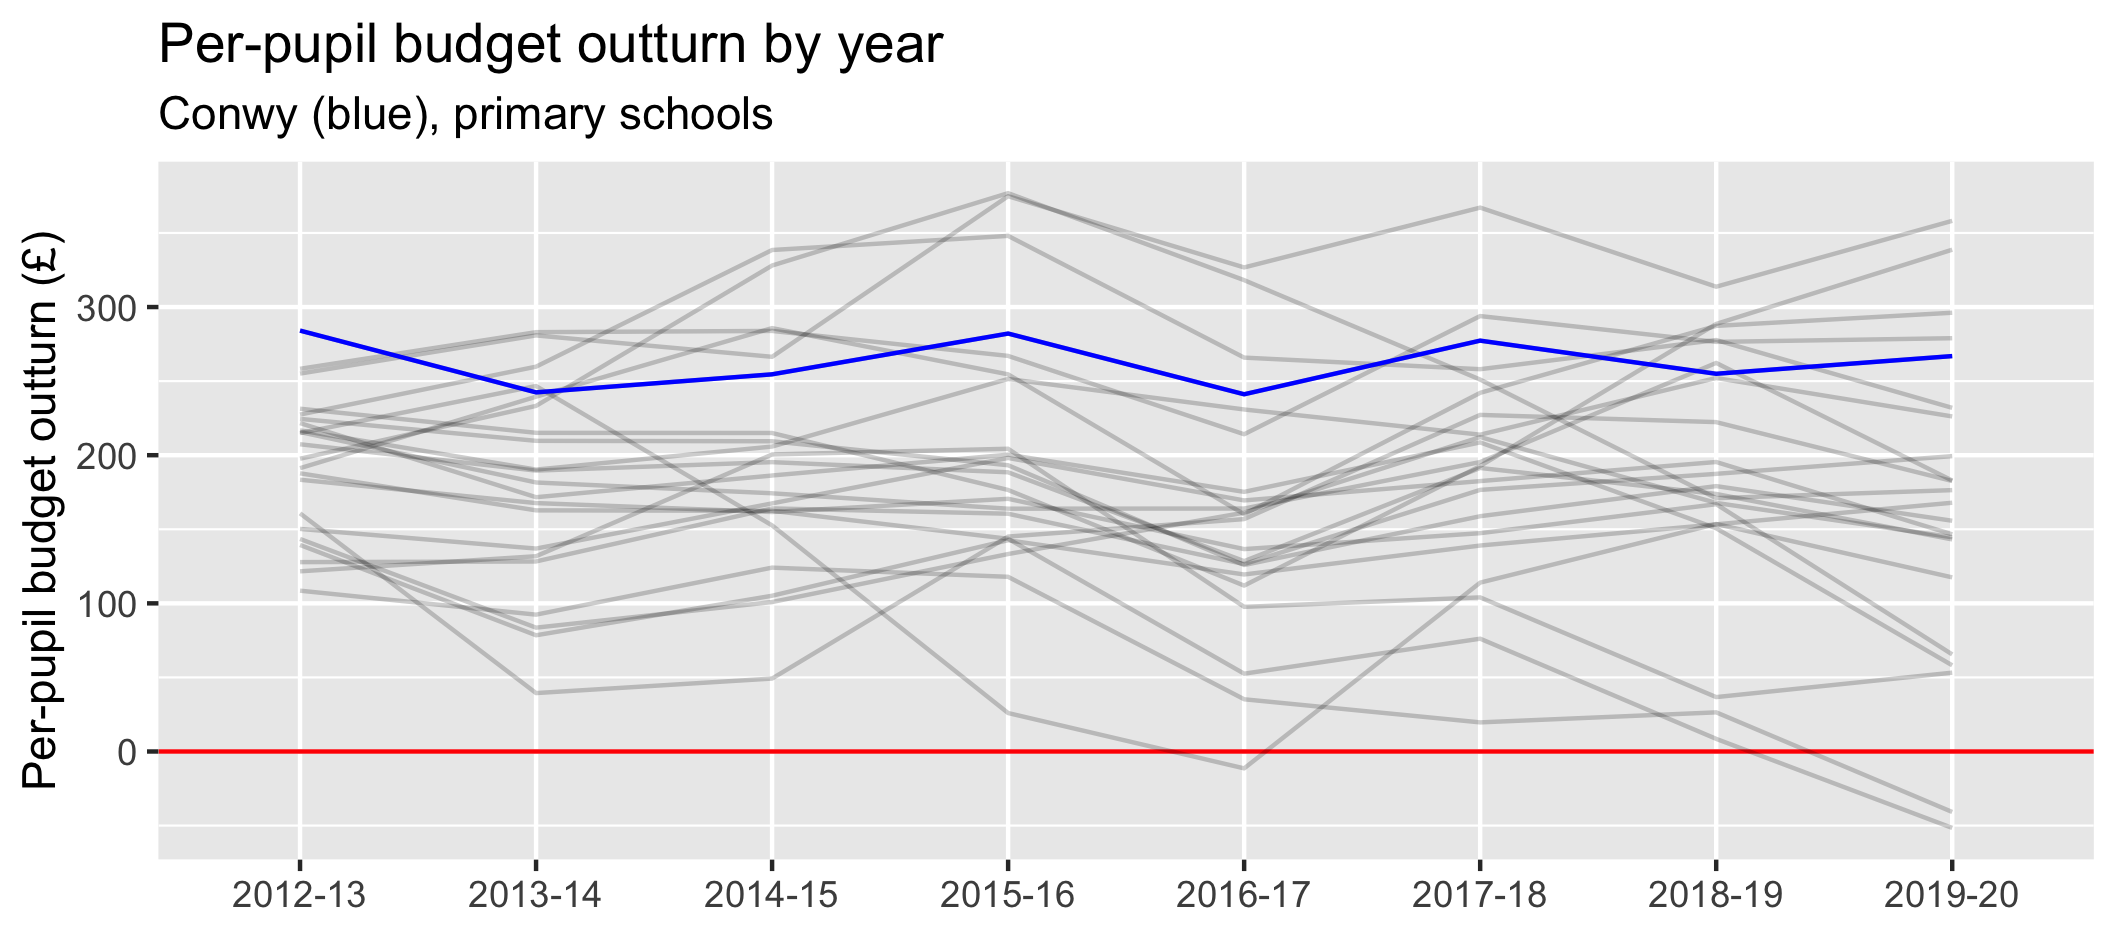 Per-pupil budget outturn by year
Conwy (blue), primary schools
Per-pupil budget outturn (£)
300
200
100
0
2012-13 2013-14 2014-15 2015-16 2016-17 2017-18 2018-19 2019-20